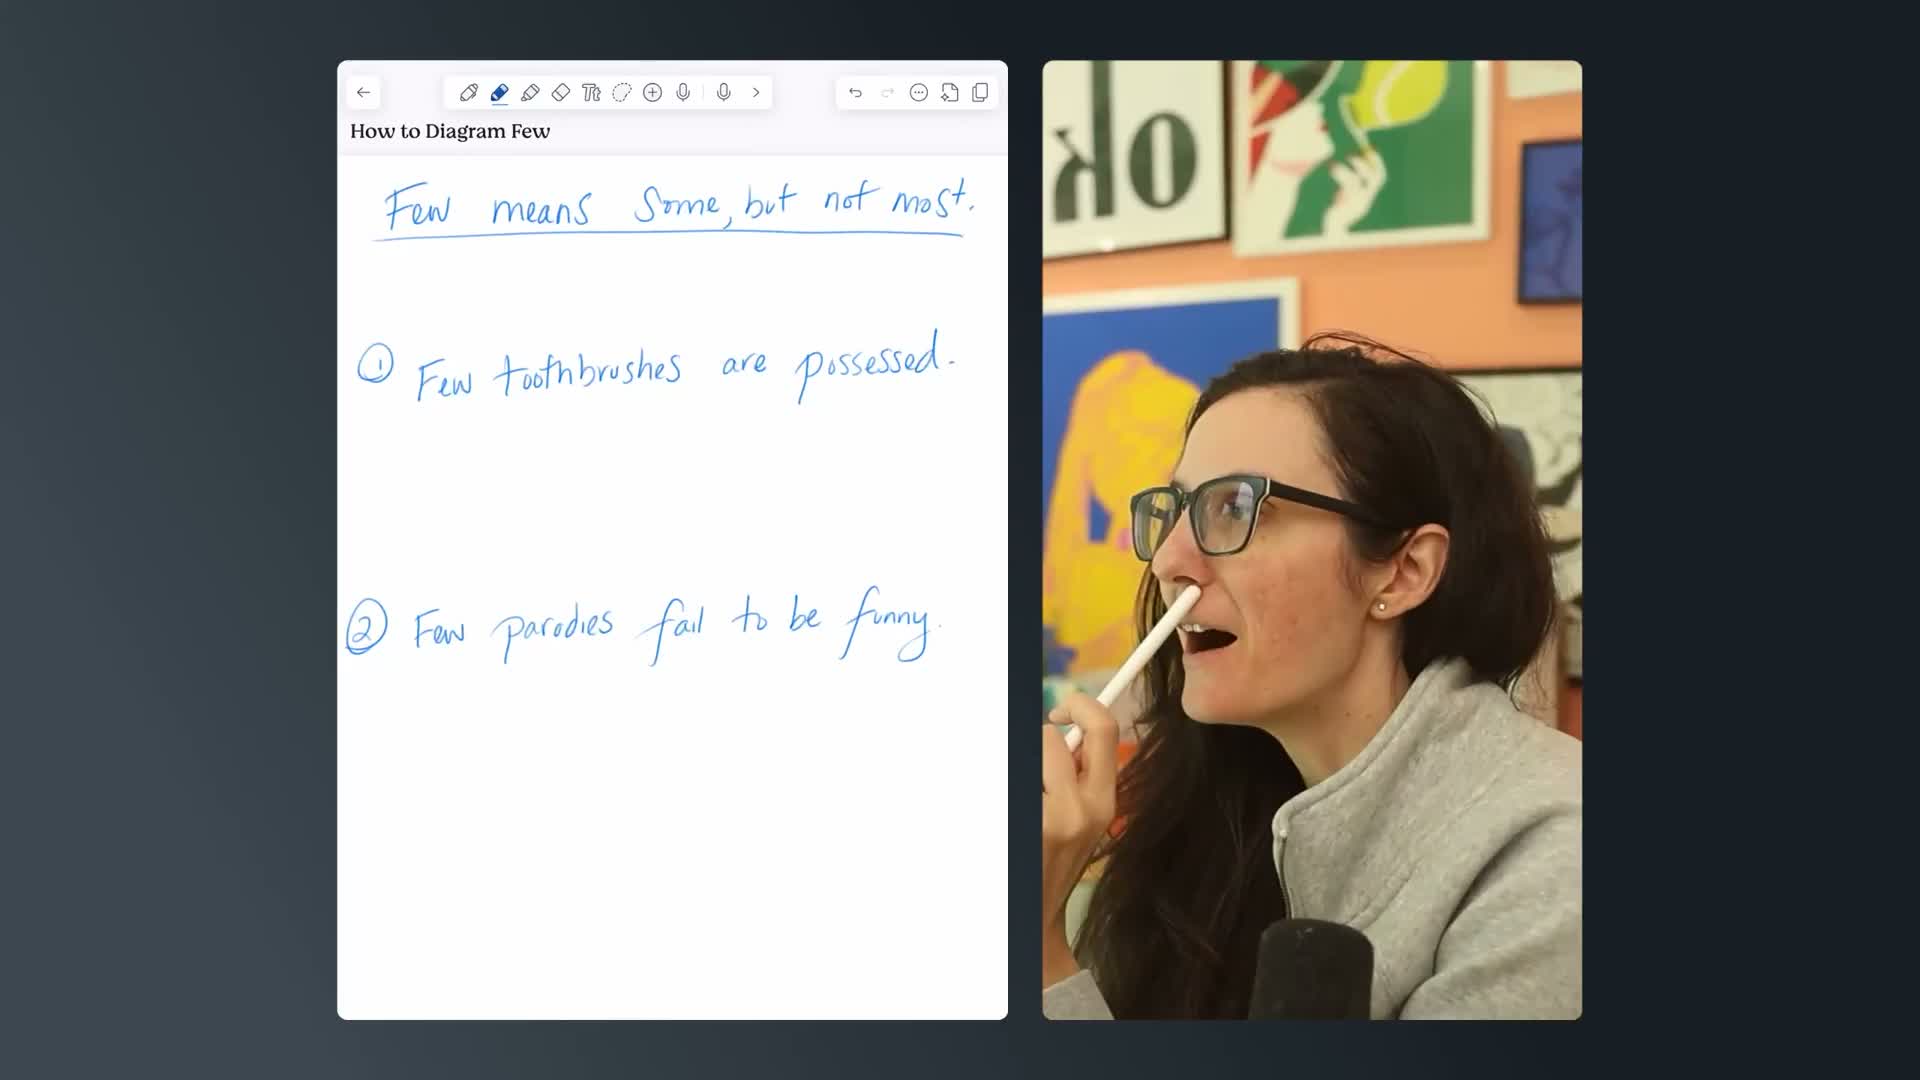 How to Diagram Few
Few means some, but not most.
① Few toothbrushes are possessed.
② Few parodies fail to be funny.
ok